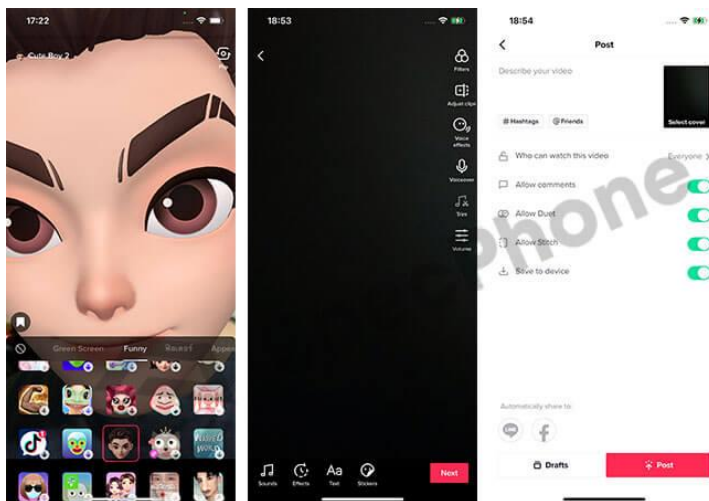 17:22
Cute Boy 2
Green Screen
Funny
Appea
18:53
Filters
Adjust clips
Voice effects
Voiceover
Trim
Volume
Sounds
Effects
Aa
Text
Stickers
Next
18:54
Post
Describe your video
# Hashtags
@ Friends
Select cover
Who can watch this video
Everyone
Allow comments
Allow Duet
Allow Stitch
Save to device
Automatically share to:
LINE
Drafts
Post